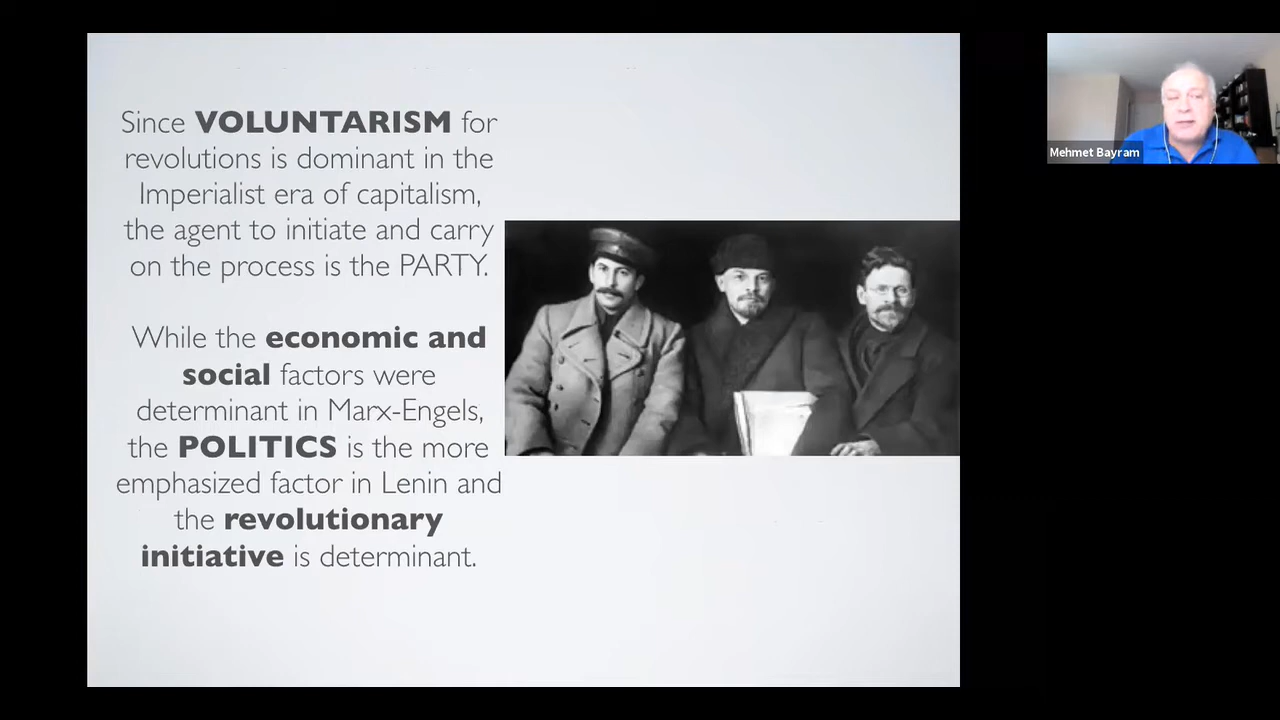 Since VOLUNTARISM for
revolutions is dominant in the
Imperialist era of capitalism,
the agent to initiate and carry
on the process is the PARTY.
While the economic and
social factors were
determinant in Marx-Engels,
the POLITICS is the more
emphasized factor in Lenin and
the revolutionary
initiative is determinant.
Mehmet Bayram